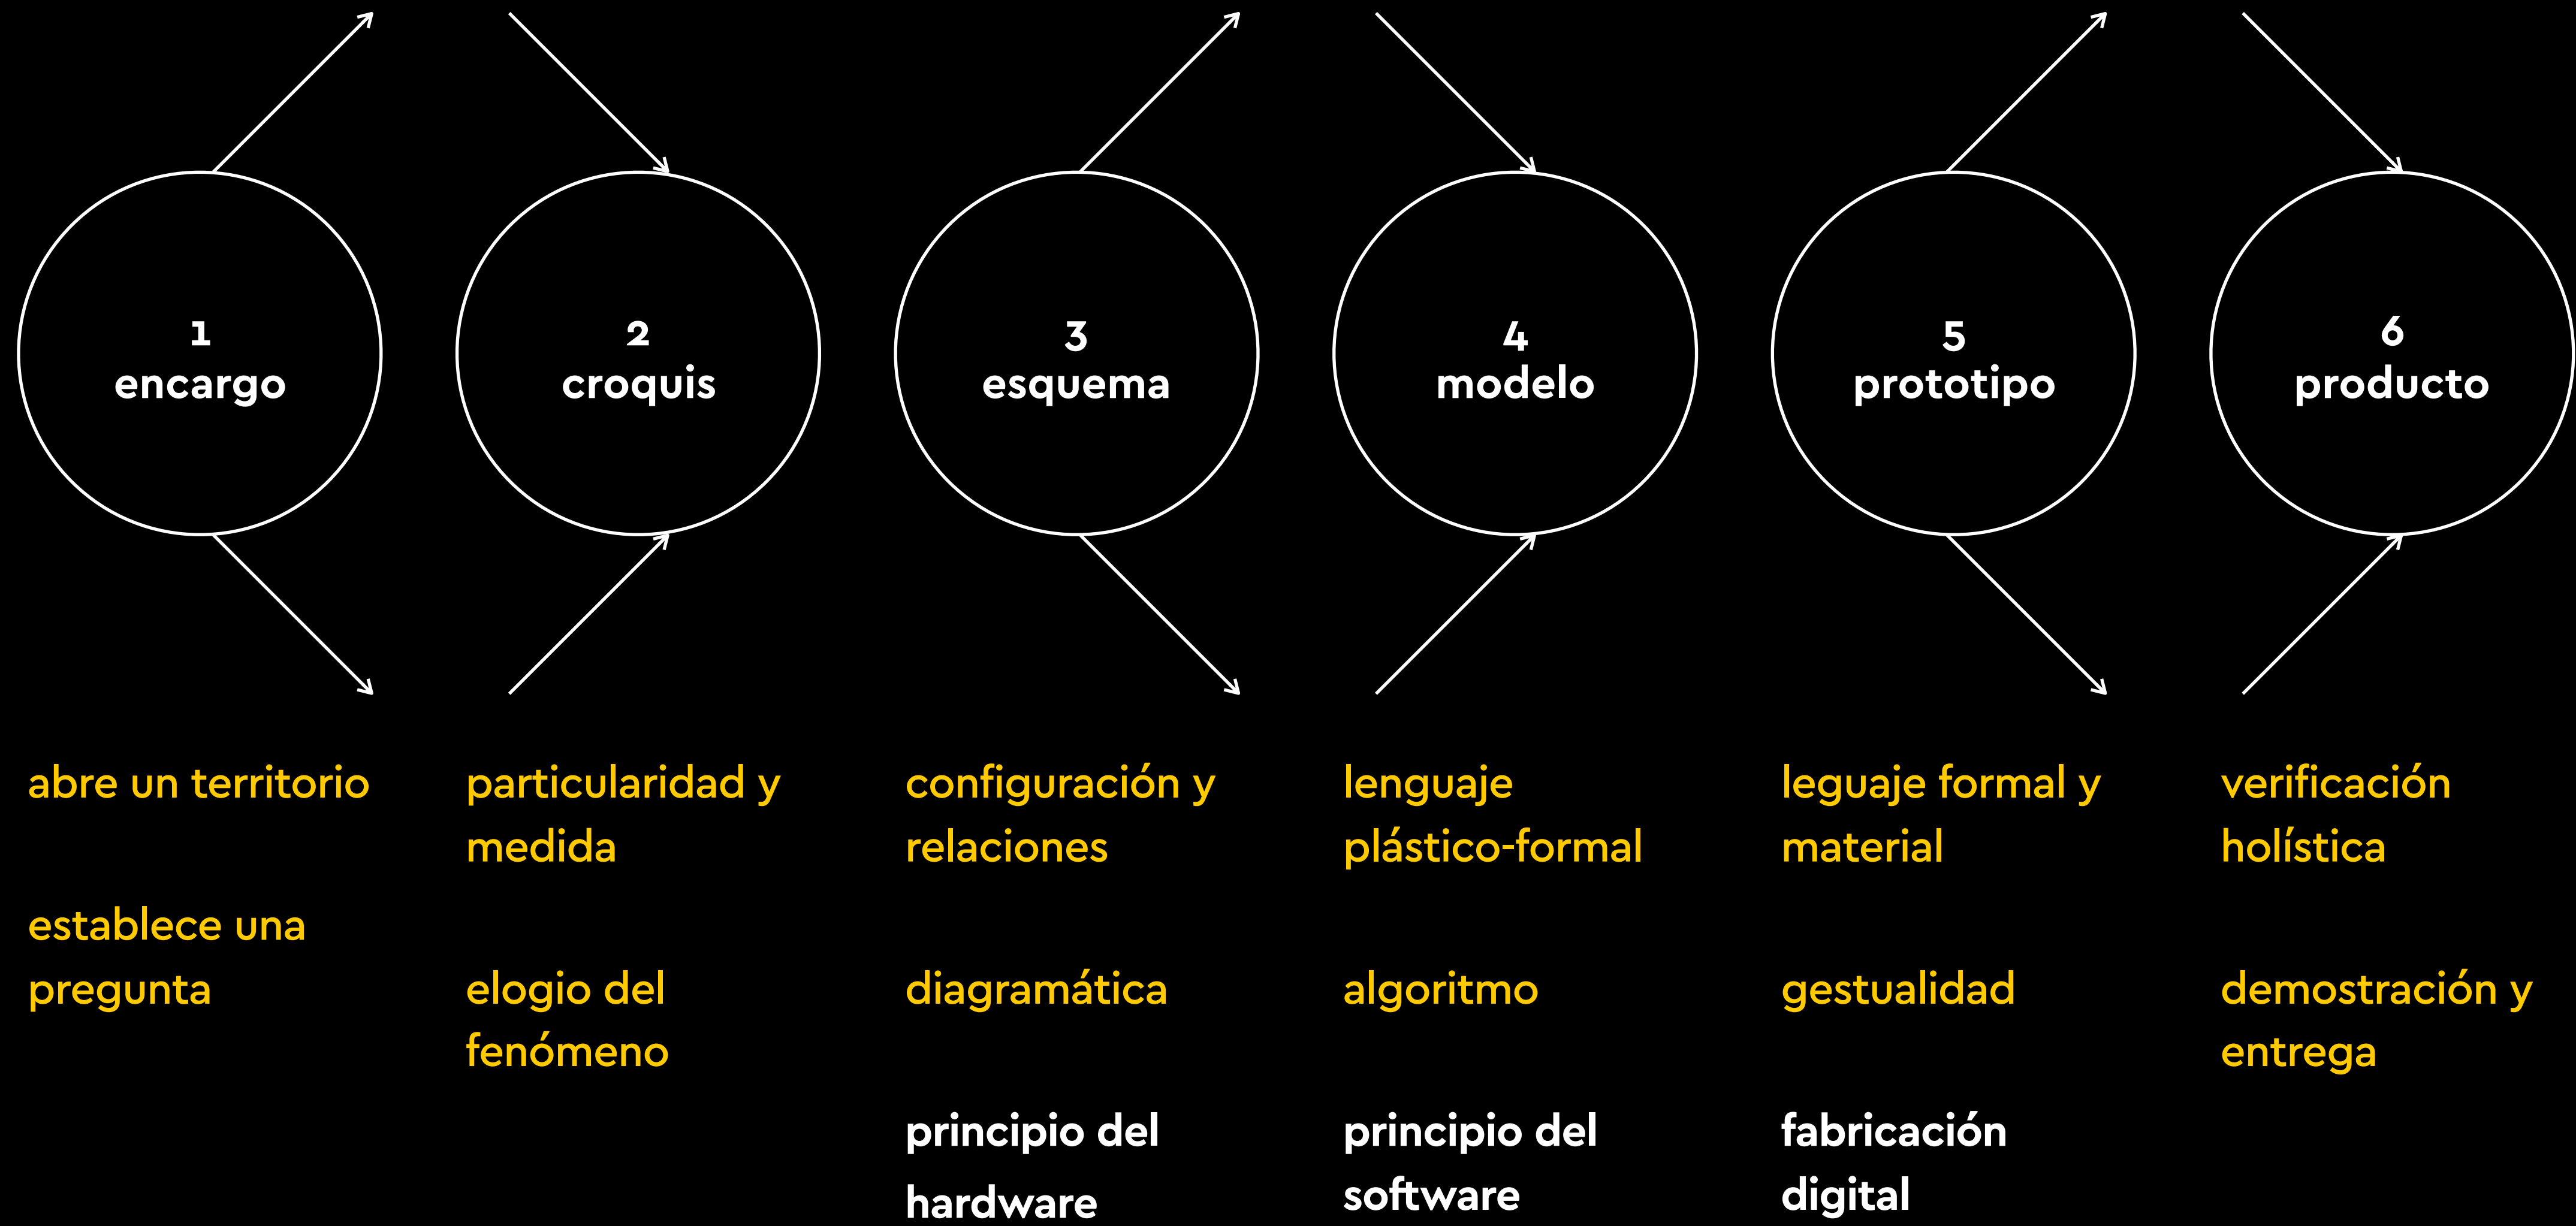 1
encargo
2
croquis
3
esquema
4
modelo
5
prototipo
6
producto
abre un territorio
establece una
pregunta
particularidad y
medida
elogio del
fenómeno
configuración y
relaciones
diagramática
principio del
hardware
lenguaje
plástico-formal
algoritmo
principio del
software
leguaje formal y
material
gestualidad
fabricación
digital
verificación
holística
demostración y
entrega